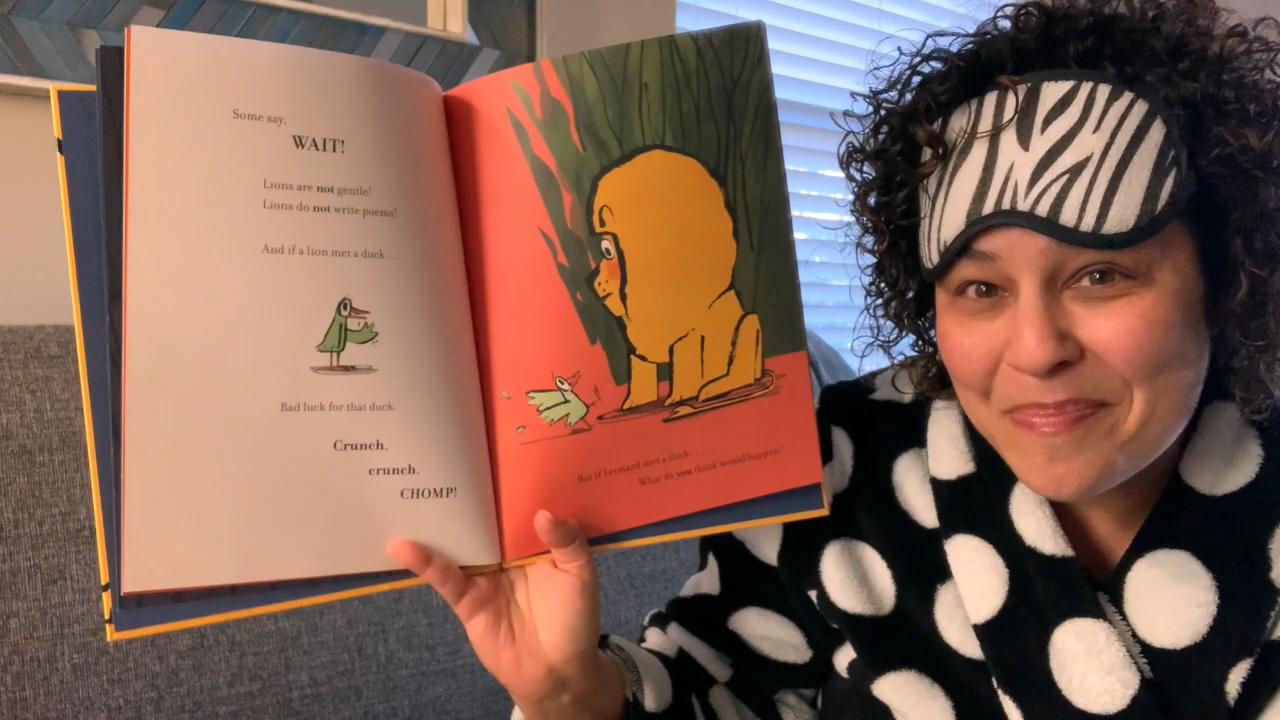 Some say,
WAIT!
Lions are not gentle!
Lions do not write poems!
And if a lion met a duck . . .
Bad luck for that duck.
Crunch,
crunch,
CHOMP!
But if Leonard met a duck . . .
What do you think would happen?